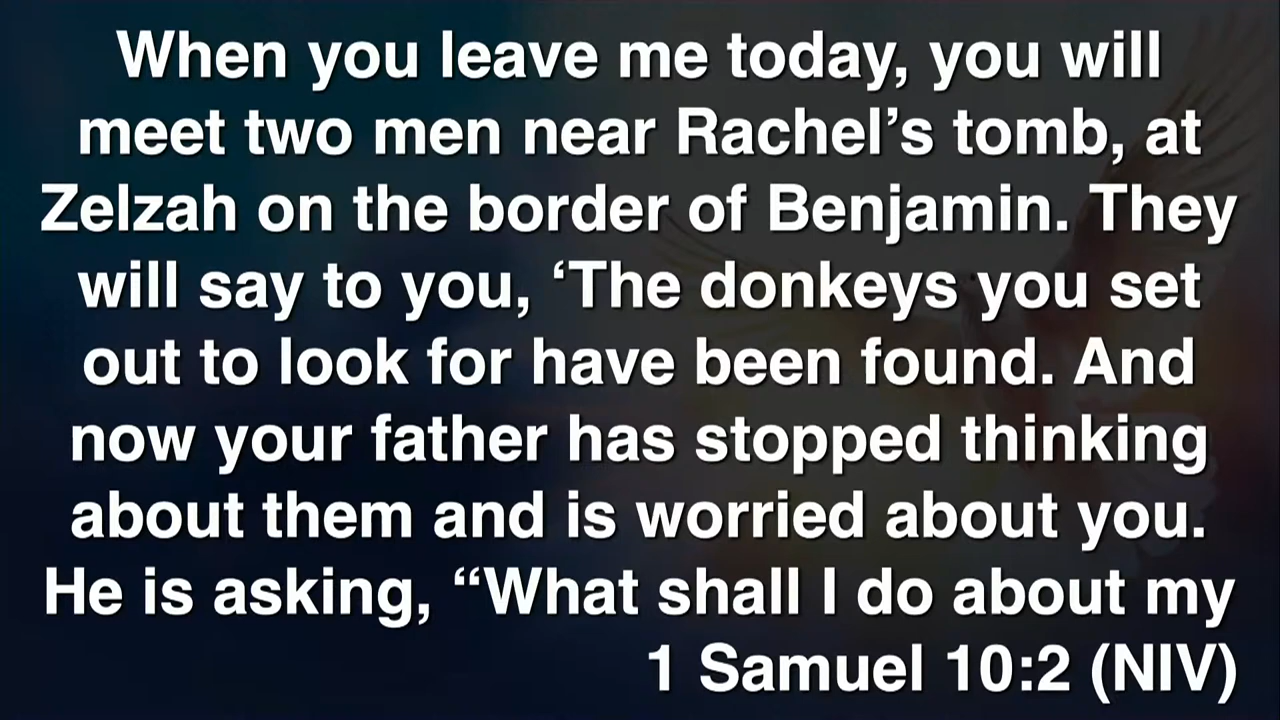 When you leave me today, you will
meet two men near Rachel’s tomb, at
Zelzah on the border of Benjamin. They
will say to you, ‘The donkeys you set
out to look for have been found. And
now your father has stopped thinking
about them and is worried about you.
He is asking, “What shall I do about my
1 Samuel 10:2 (NIV)